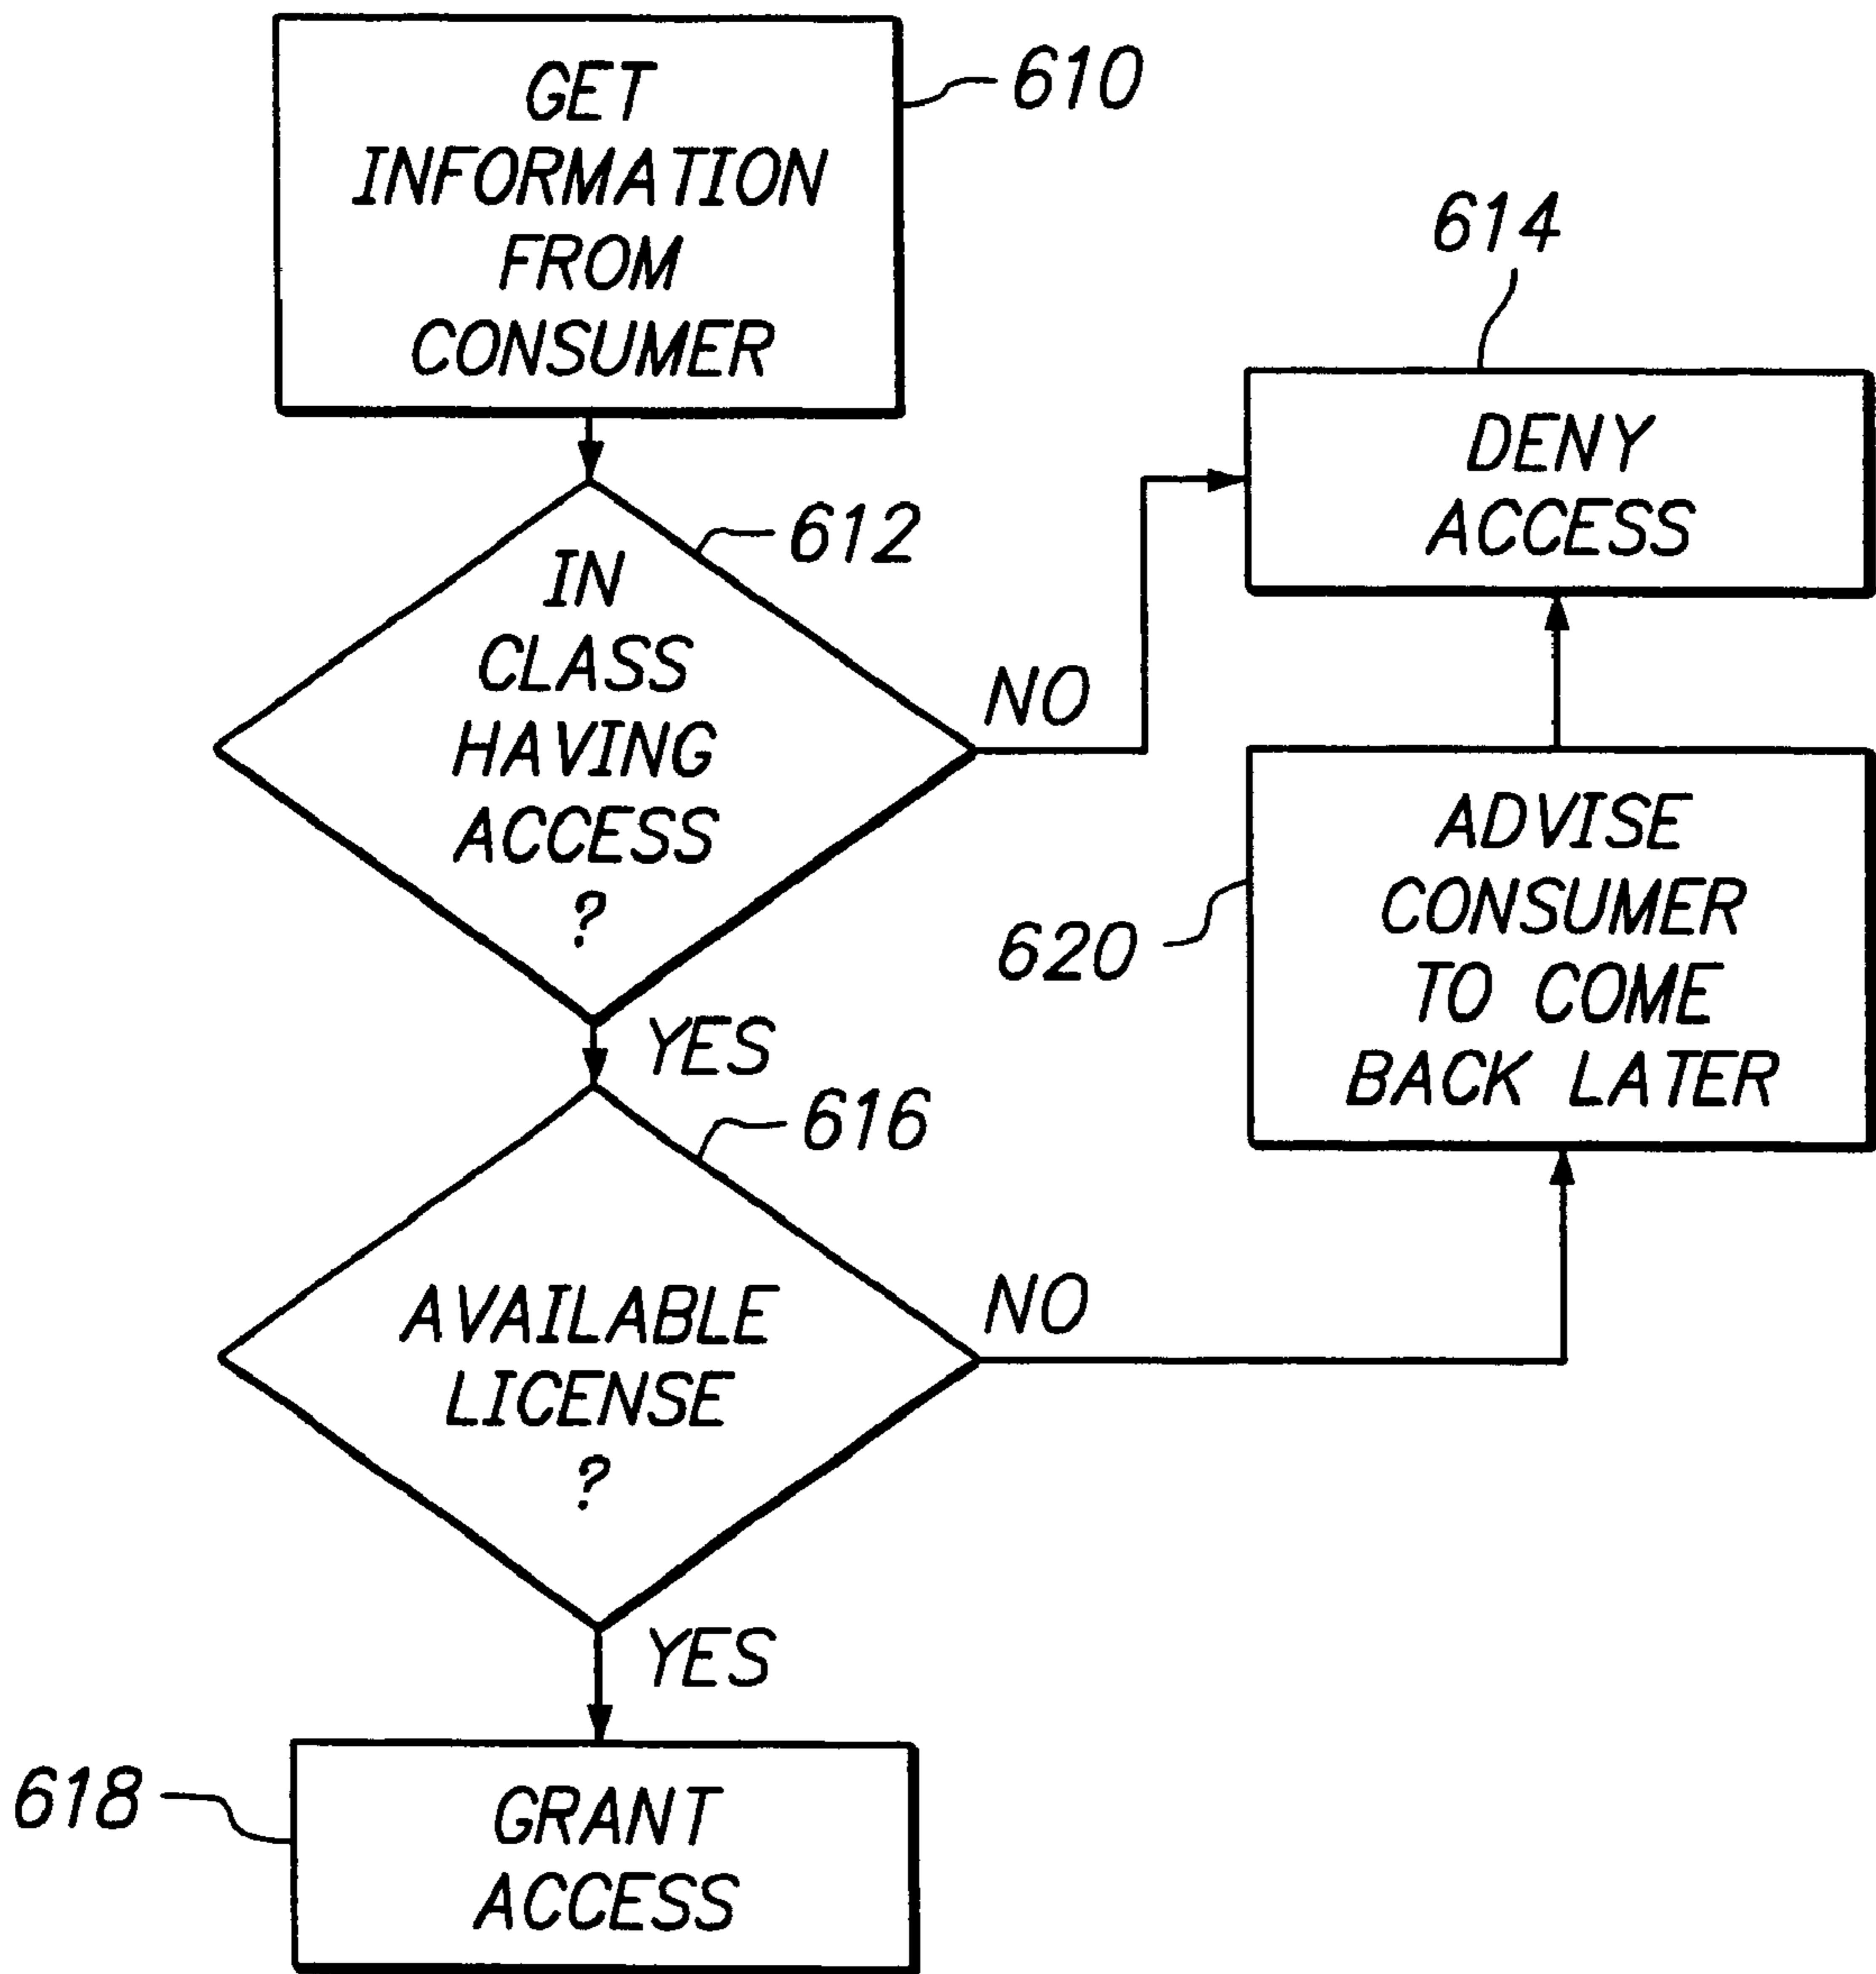 GET
INFORMATION
FROM
CONSUMER
610
612
IN
CLASS
HAVING
ACCESS
?
NO
YES
614
DENY
ACCESS
620
ADVISE
CONSUMER
TO COME
BACK LATER
616
AVAILABLE
LICENSE
?
NO
YES
618
GRANT
ACCESS